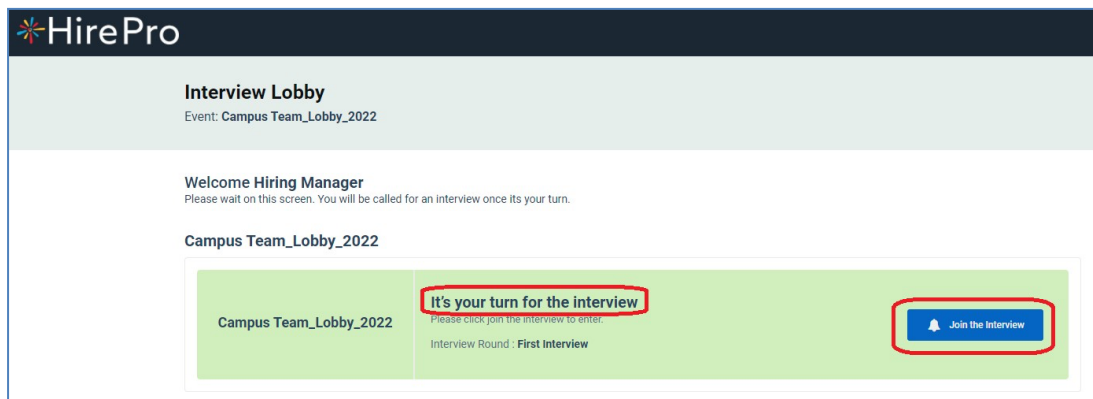 HirePro
Interview Lobby
Event: Campus Team_Lobby_2022
Welcome Hiring Manager
Please wait on this screen. You will be called for an interview once its your turn.
Campus Team_Lobby_2022
Campus Team_Lobby_2022
It's your turn for the interview
Please click join the interview to enter.
Interview Round : First Interview
Join the Interview